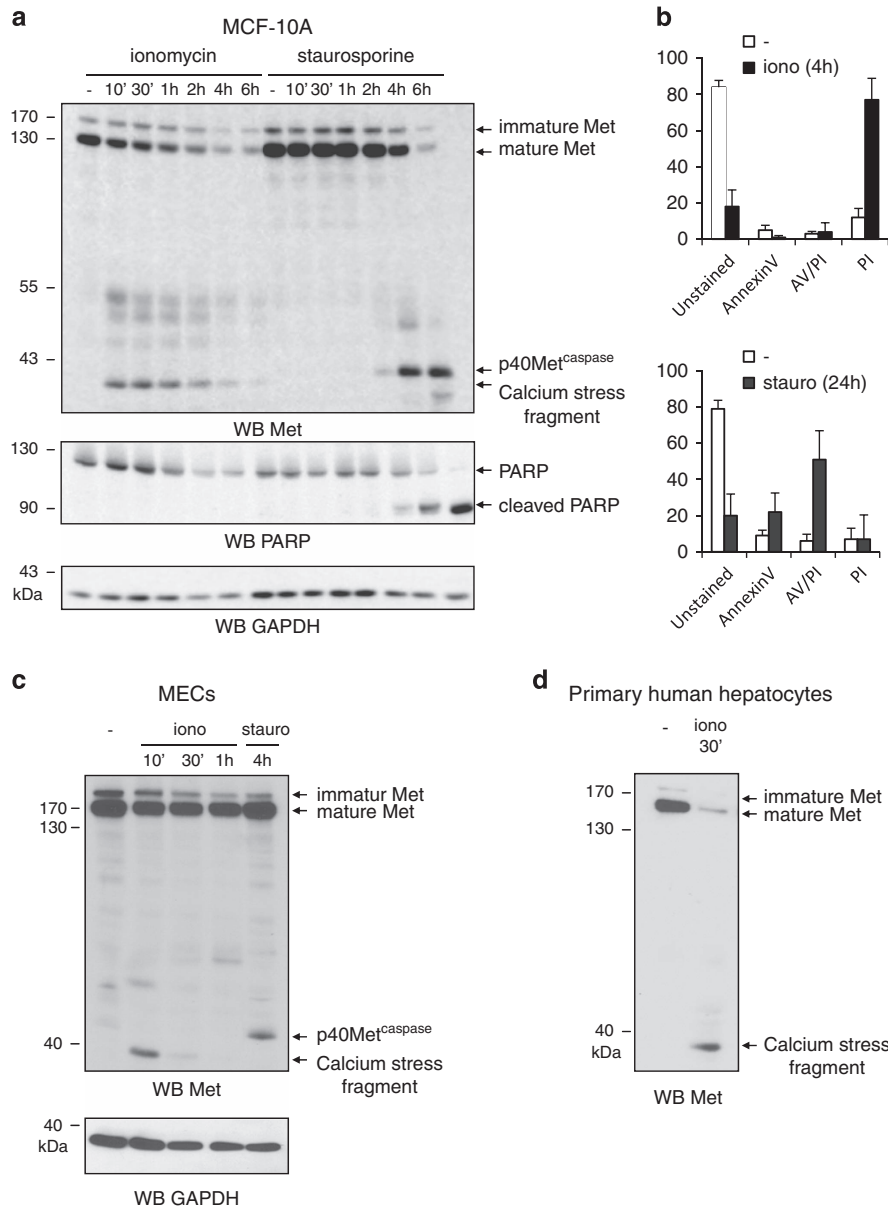 a
MCF-10A
ionomycin staurosporine
- 10’ 30’ 1h 2h 4h 6h - 10’ 30’ 1h 2h 4h 6h
170
130
55
43
immature Met
mature Met
p40Met^caspase
Calcium stress
fragment
WB Met
130
90
PARP
cleaved PARP
WB PARP
43
kDa
WB GAPDH
b
-
iono (4h)
100
80
60
40
20
0
Unstained
AnnexinV
AV/PI
PI
-
stauro (24h)
100
80
60
40
20
0
Unstained
AnnexinV
AV/PI
PI
c
MECs
- iono stauro
10’ 30’ 1h 4h
170
130
40
immatur Met
mature Met
p40Met^caspase
Calcium stress
fragment
WB Met
40
kDa
WB GAPDH
d
Primary human hepatocytes
- iono
30’
170
130
40
kDa
immature Met
mature Met
Calcium stress
fragment
WB Met